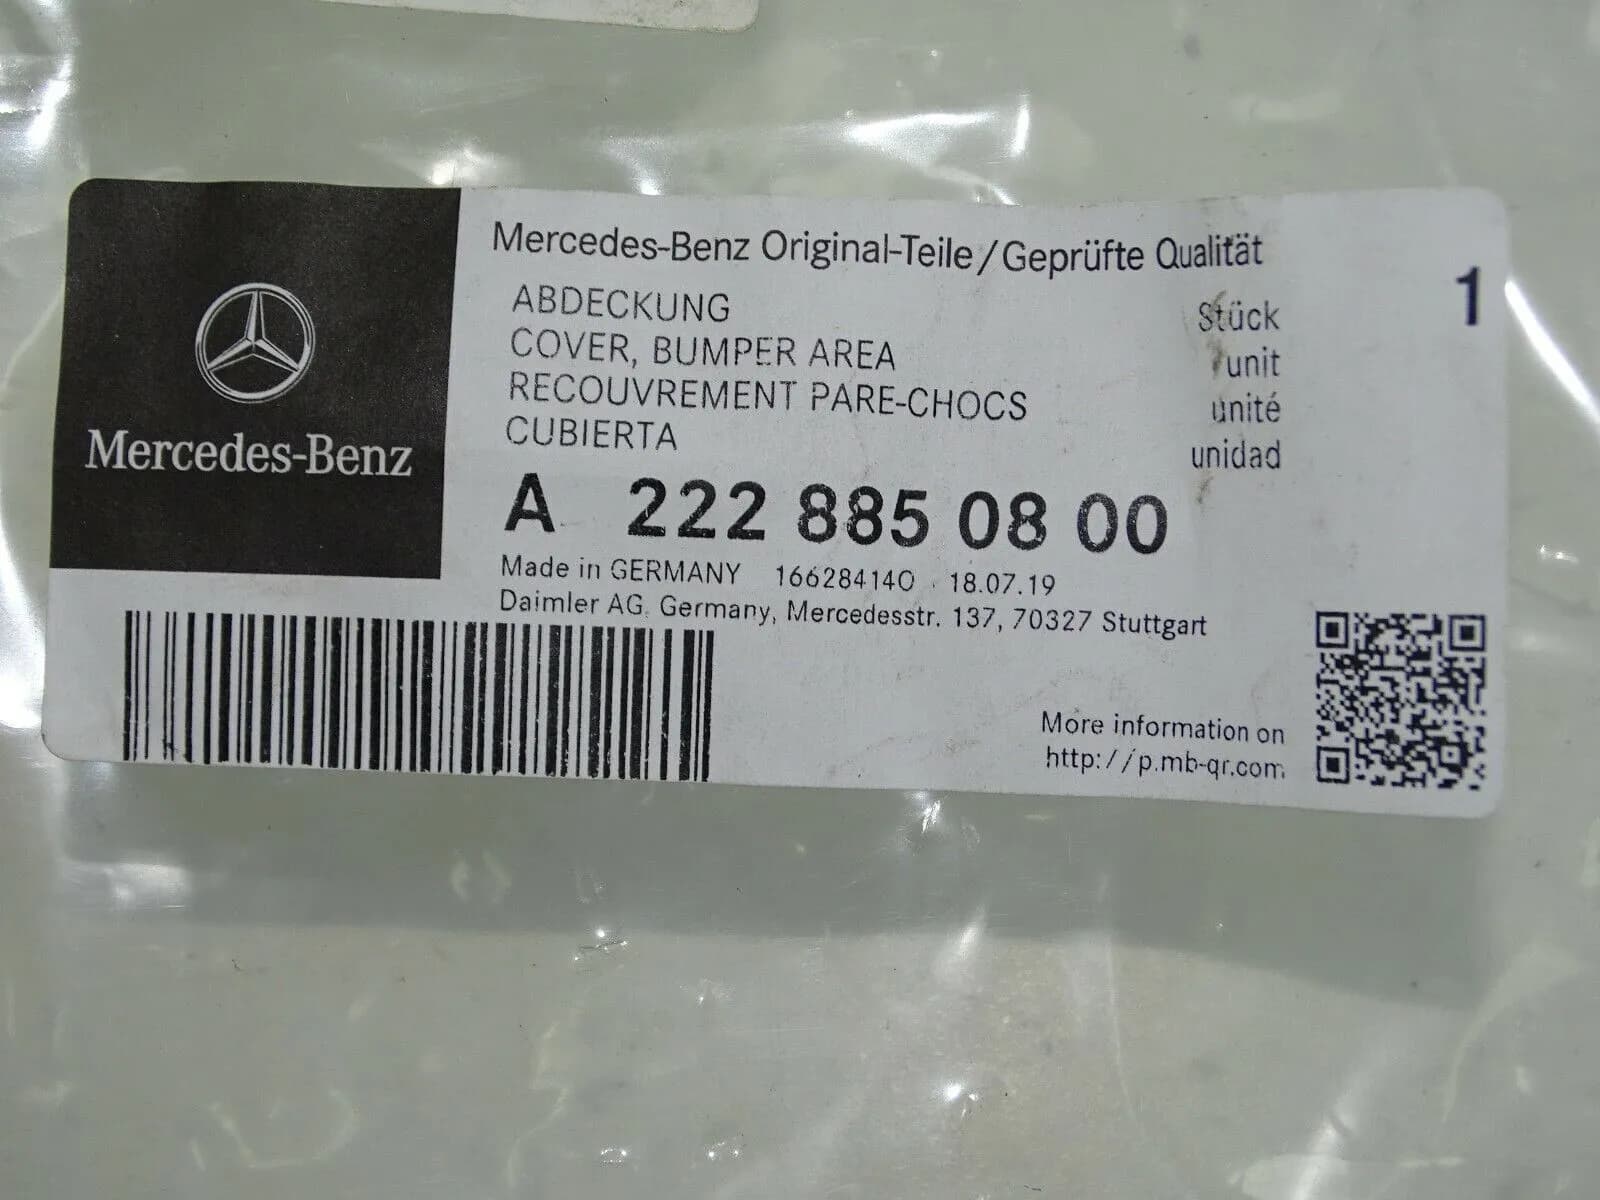 Mercedes-Benz
Mercedes-Benz Original-Teile/Geprüfte Qualität
ABDECKUNG
COVER, BUMPER AREA
RECOUVREMENT PARE-CHOCS
CUBIERTA
Stück
unit
unité
unidad
1
A 222 885 08 00
Made in GERMANY 166284140 18.07.19
Daimler AG, Germany, Mercedesstr. 137, 70327 Stuttgart
More information on
http://p.mb-qr.com